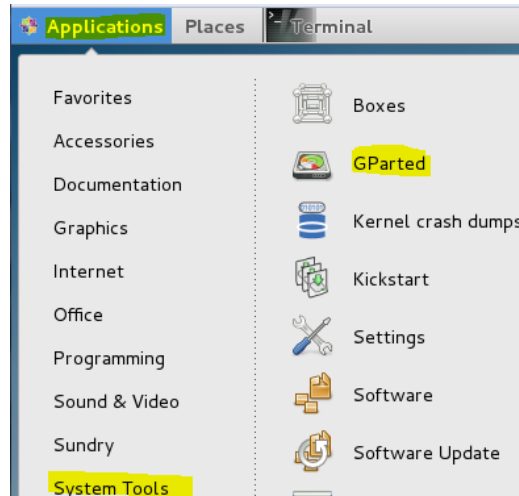 Applications Places Terminal
Favorites
Accessories
Documentation
Graphics
Internet
Office
Programming
Sound & Video
Sundry
System Tools
Boxes
GParted
Kernel crash dumps
Kickstart
Settings
Software
Software Update